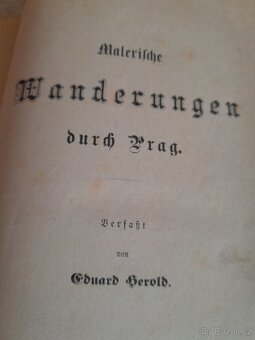 Malerische
Wanderungen
durch Prag.
Verfaßt
von
Eduard Herold.